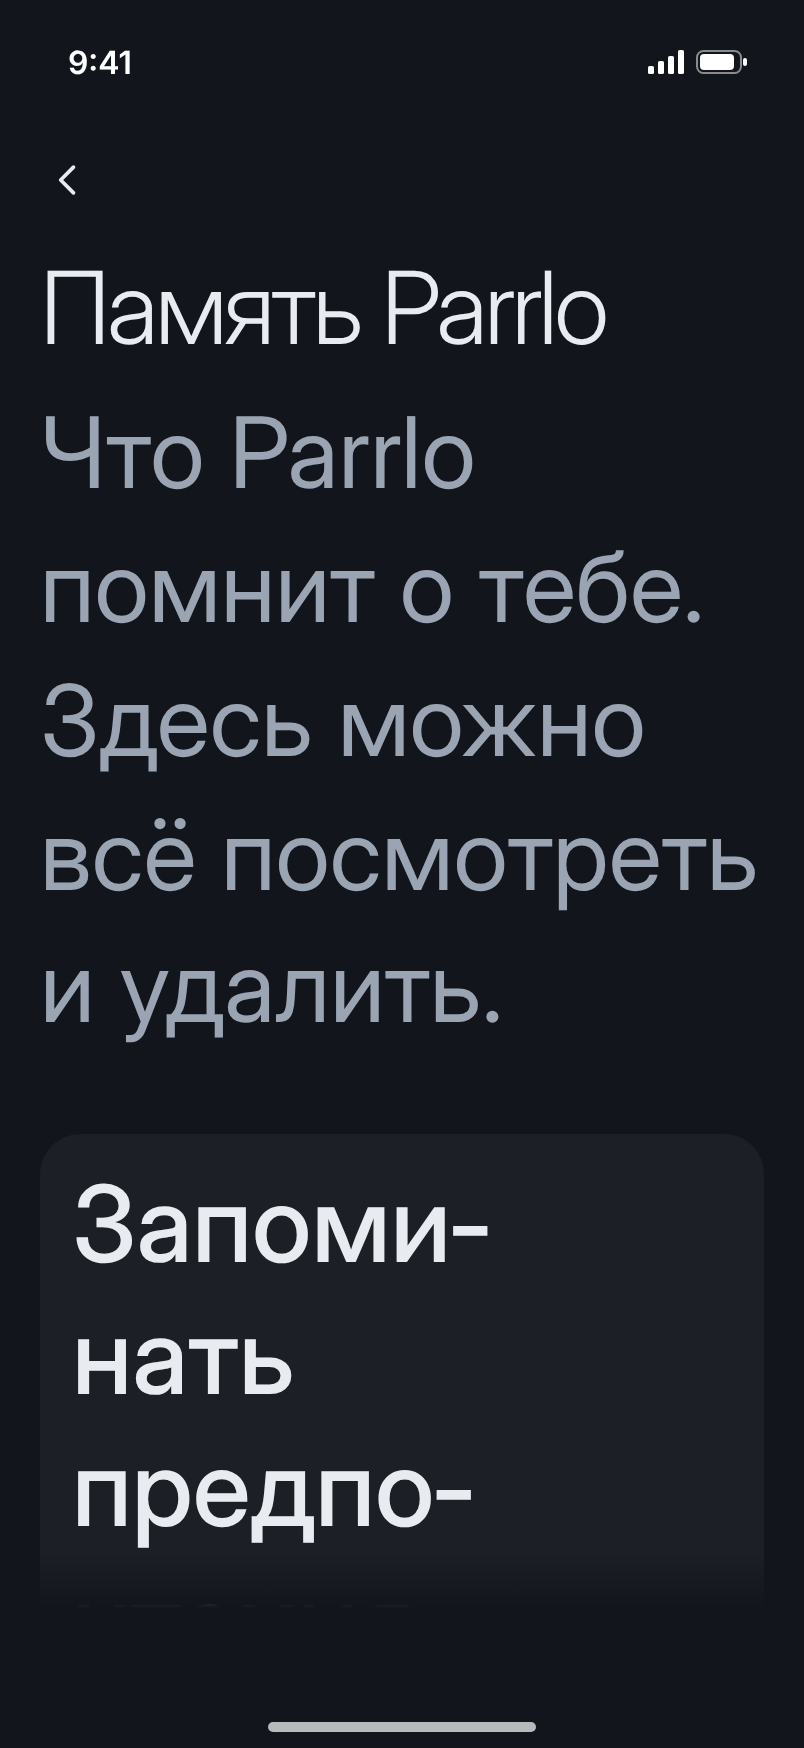 9:41
Память Parrlo
Что Parrlo
помнит о тебе.
Здесь можно
всё посмотреть
и удалить.
Запоми-
нать
предпо-